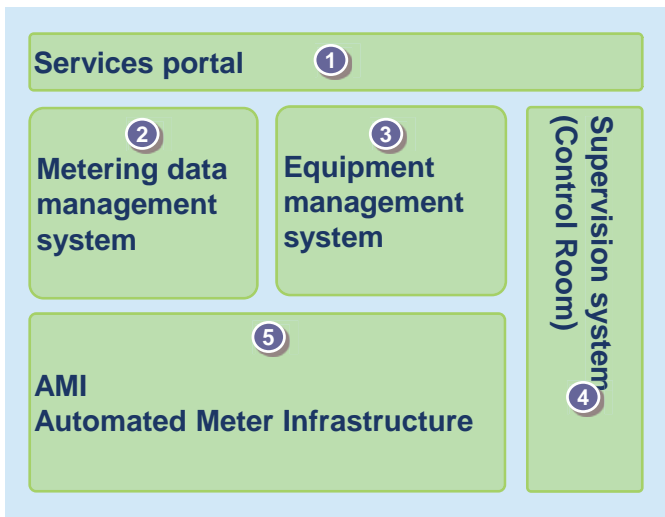 Services portal 1
2
Metering data
management
system
3
Equipment
management
system
Supervision system
(Control Room)
4
5
AMI
Automated Meter Infrastructure